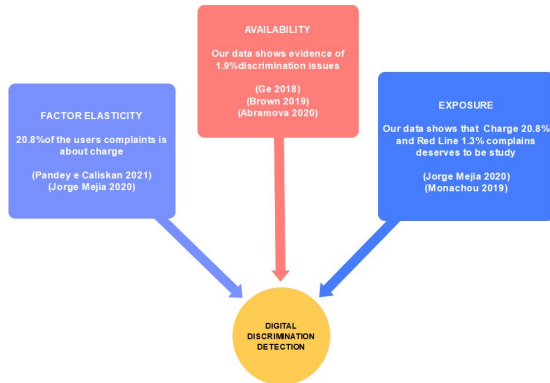 FACTOR ELASTICITY
20.8%of the users complaints is
about charge
(Pandey e Caliskan 2021)
(Jorge Mejia 2020)
AVAILABILITY
Our data shows evidence of
1.9%discrimination issues
(Ge 2018)
(Brown 2019)
(Abramova 2020)
EXPOSURE
Our data shows that Charge 20.8%
and Red Line 1.3% complains
deserves to be study
(Jorge Mejia 2020)
(Monachou 2019)
DIGITAL
DISCRIMINATION
DETECTION